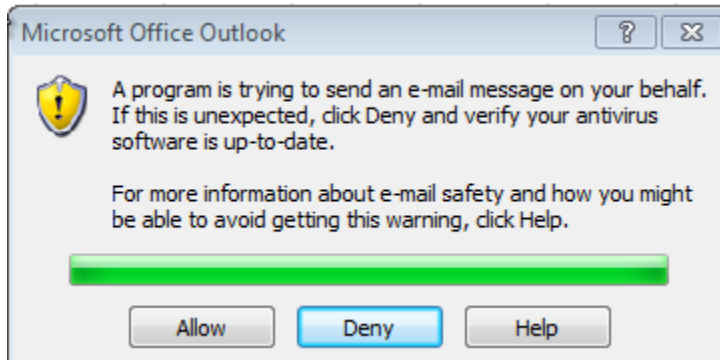 Microsoft Office Outlook
A program is trying to send an e-mail message on your behalf.
If this is unexpected, click Deny and verify your antivirus
software is up-to-date.
For more information about e-mail safety and how you might
be able to avoid getting this warning, click Help.
Allow Deny Help